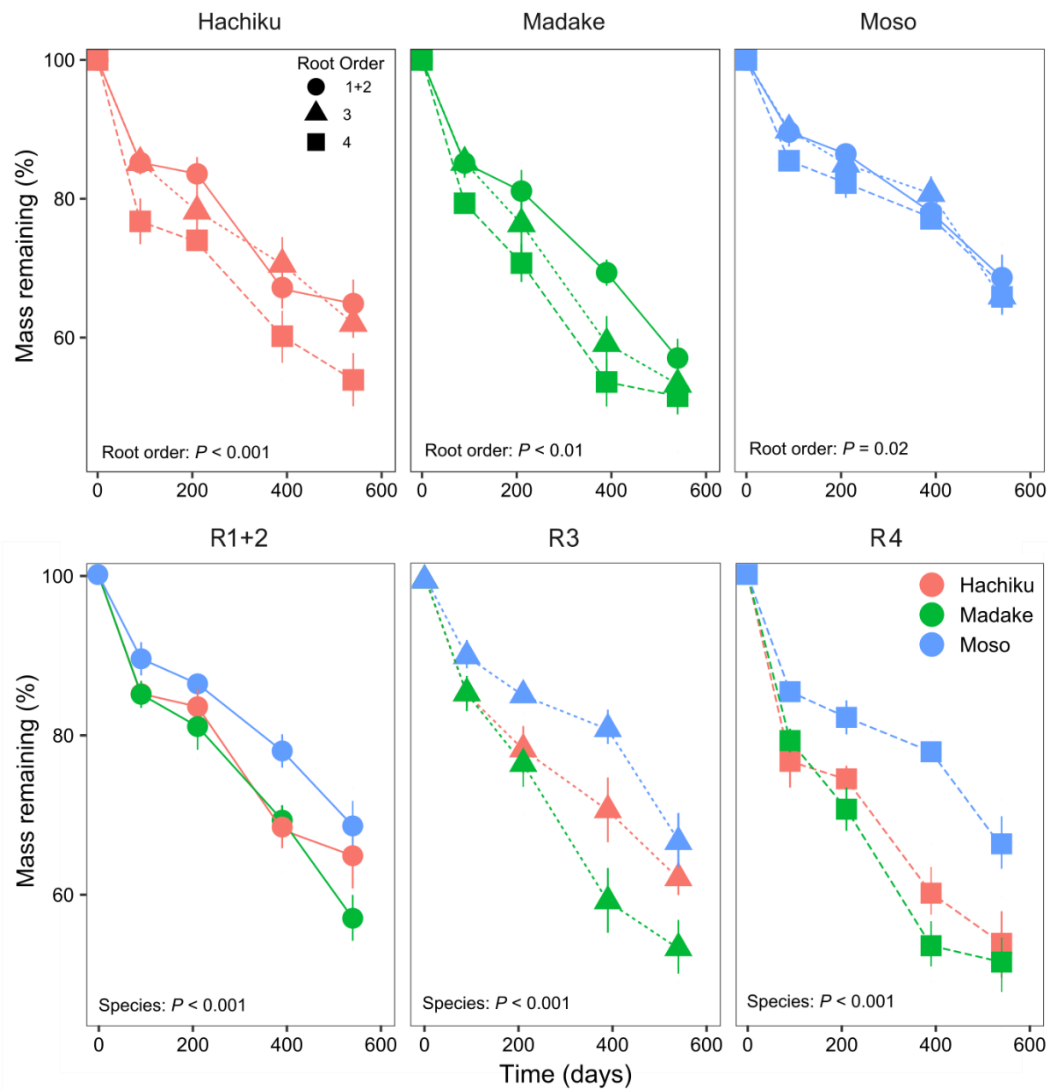 Hachiku
Madake
Moso
Mass remaining (%)
100
80
60
Root Order
1+2
3
4
Root order: P < 0.001
Root order: P < 0.01
Root order: P = 0.02
0 200 400 600
0 200 400 600
0 200 400 600
R1+2
R3
R4
Mass remaining (%)
100
80
60
Hachiku
Madake
Moso
Species: P < 0.001
Species: P < 0.001
Species: P < 0.001
0 200 400 600
0 200 400 600
0 200 400 600
Time (days)